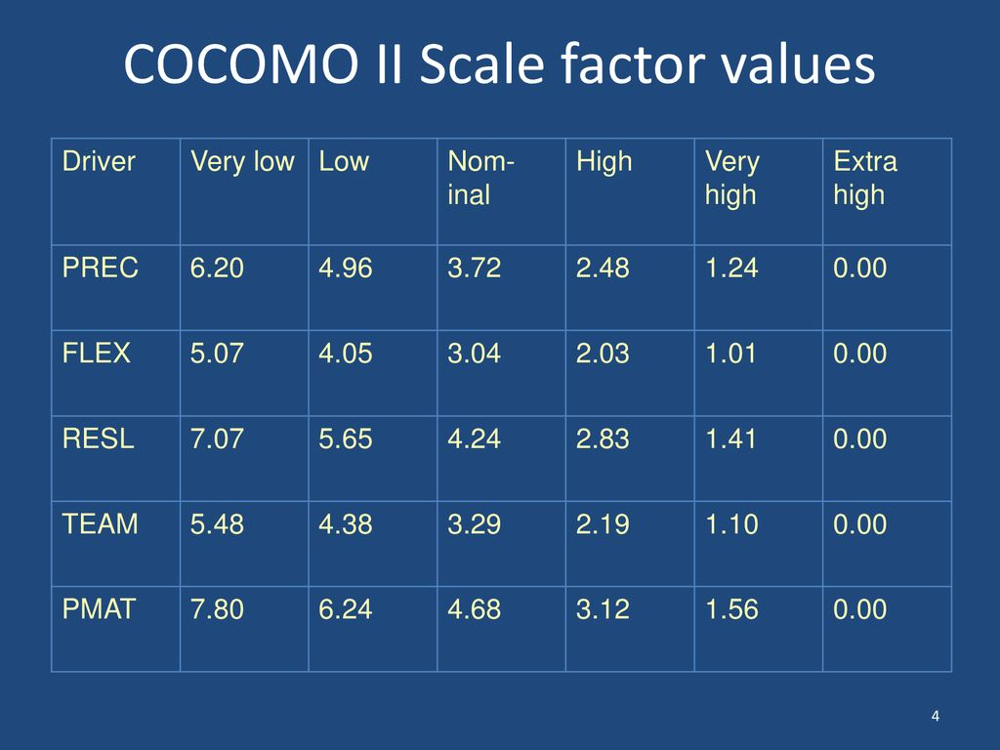 COCOMO II Scale factor values
Driver Very low Low Nom- High Very Extra
inal high high
PREC 6.20 4.96 3.72 2.48 1.24 0.00
FLEX 5.07 4.05 3.04 2.03 1.01 0.00
RESL 7.07 5.65 4.24 2.83 1.41 0.00
TEAM 5.48 4.38 3.29 2.19 1.10 0.00
PMAT 7.80 6.24 4.68 3.12 1.56 0.00
4